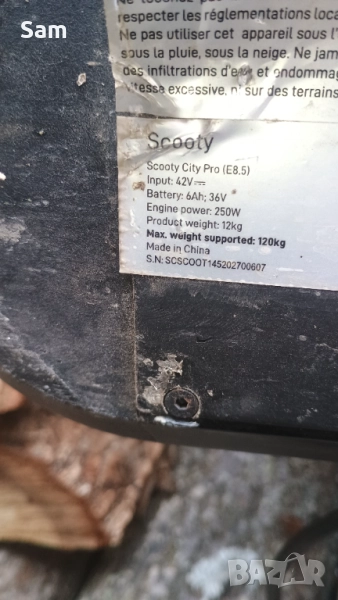 Sam
respecter les réglementations loca
Ne pas utiliser cet appareil sous l'
sous la pluie, sous la neige. Ne jam
des infiltrations d'e et endommag
vitesse excessive, ni sur des terrains
Scooty
Scooty City Pro (E8.5)
Input: 42V⎓
Battery: 6Ah; 36V
Engine power: 250W
Product weight: 12kg
Max. weight supported: 120kg
Made in China
S.N: SCSCOOT145202700607
BAZAR